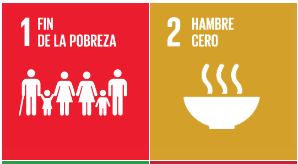 1 FIN
DE LA POBREZA
2 HAMBRE
CERO